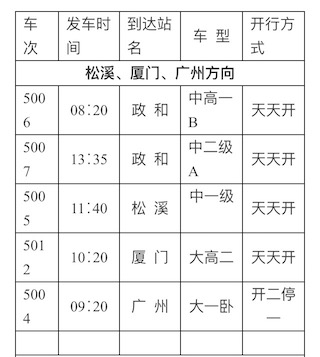 车次 发车时间 到达站名 车 型 开行方式
松溪、厦门、广州方向
5006 08:20 政 和 中高一B 天天开
5007 13:35 政 和 中二级A 天天开
5005 11:40 松 溪 中一级 天天开
5012 10:20 厦 门 大高二 天天开
5004 09:20 广 州 大一卧 开二停一